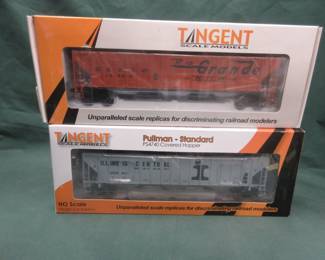 TANGENT
SCALE MODELS
Rio Grande
Unparalleled scale replicas for discriminating railroad modelers
TANGENT
SCALE MODELS
Pullman - Standard
PS4740 Covered Hopper
ILLINOIS CENTRAL
HO Scale
Unparalleled scale replicas for discriminating railroad modelers